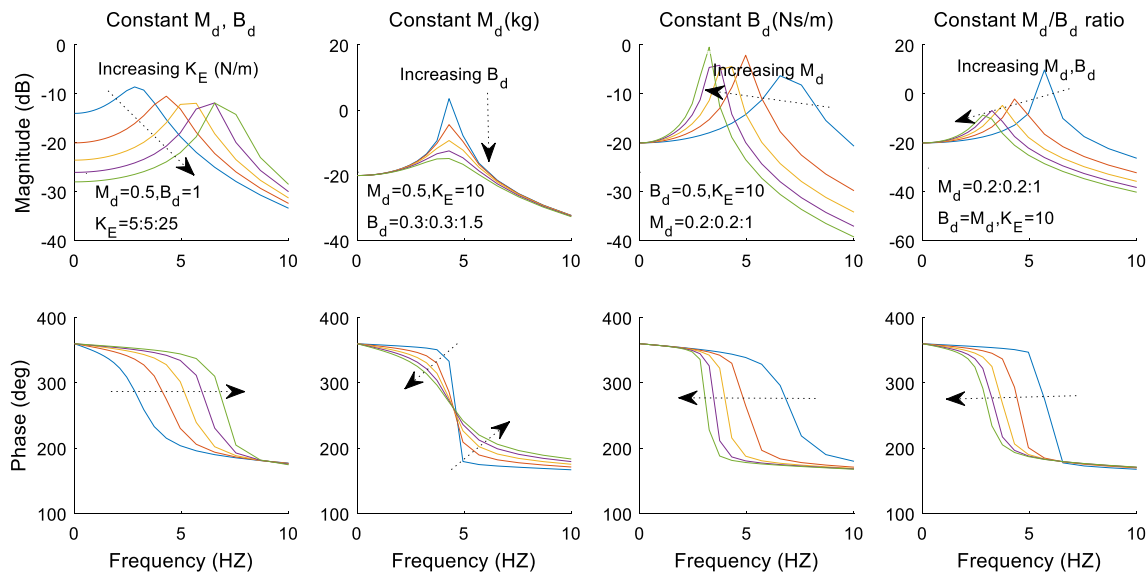 Constant M_d, B_d
Magnitude (dB)
0
-10
-20
-30
-40
Increasing K_E (N/m)
M_d=0.5,B_d=1
K_E=5:5:25
0
5
10
Constant M_d(kg)
20
0
-20
-40
Increasing B_d
M_d=0.5,K_E=10
B_d=0.3:0.3:1.5
0
5
10
Constant B_d(Ns/m)
0
-10
-20
-30
-40
Increasing M_d
B_d=0.5,K_E=10
M_d=0.2:0.2:1
0
5
10
Constant M_d/B_d ratio
20
0
-20
-40
-60
Increasing M_d,B_d
M_d=0.2:0.2:1
B_d=M_d,K_E=10
0
5
10
Phase (deg)
400
300
200
100
0
5
10
Frequency (HZ)
400
300
200
100
0
5
10
Frequency (HZ)
400
300
200
100
0
5
10
Frequency (HZ)
400
300
200
100
0
5
10
Frequency (HZ)